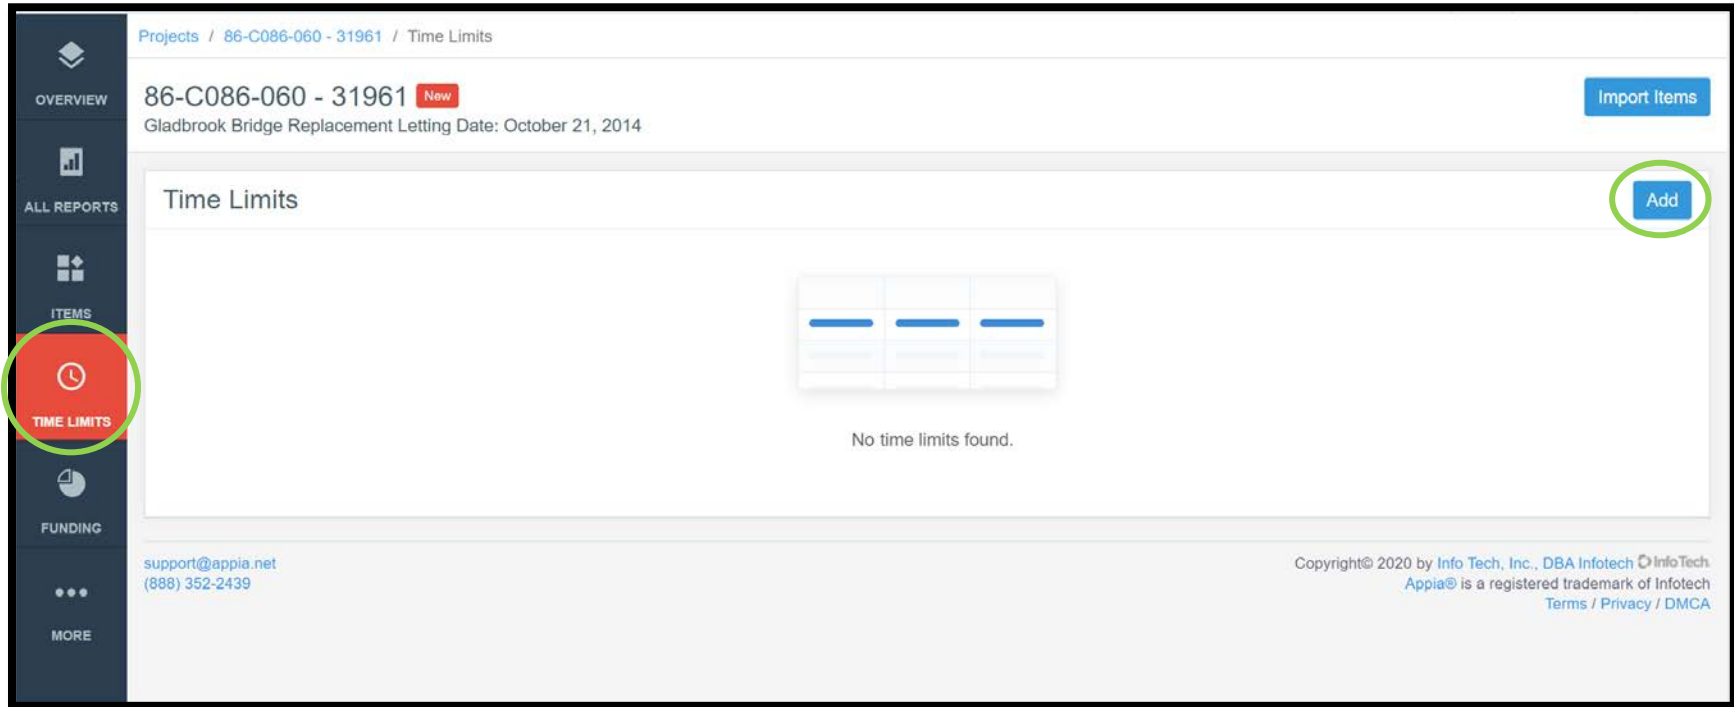 Projects / 86-C086-060 - 31961 / Time Limits
OVERVIEW
86-C086-060 - 31961 New
Import Items
Gladbrook Bridge Replacement Letting Date: October 21, 2014
ALL REPORTS
Time Limits
Add
ITEMS
TIME LIMITS
No time limits found.
FUNDING
support@appia.net
(888) 352-2439
Copyright© 2020 by Info Tech, Inc., DBA Infotech InfoTech
Appia® is a registered trademark of Infotech
Terms / Privacy / DMCA
MORE